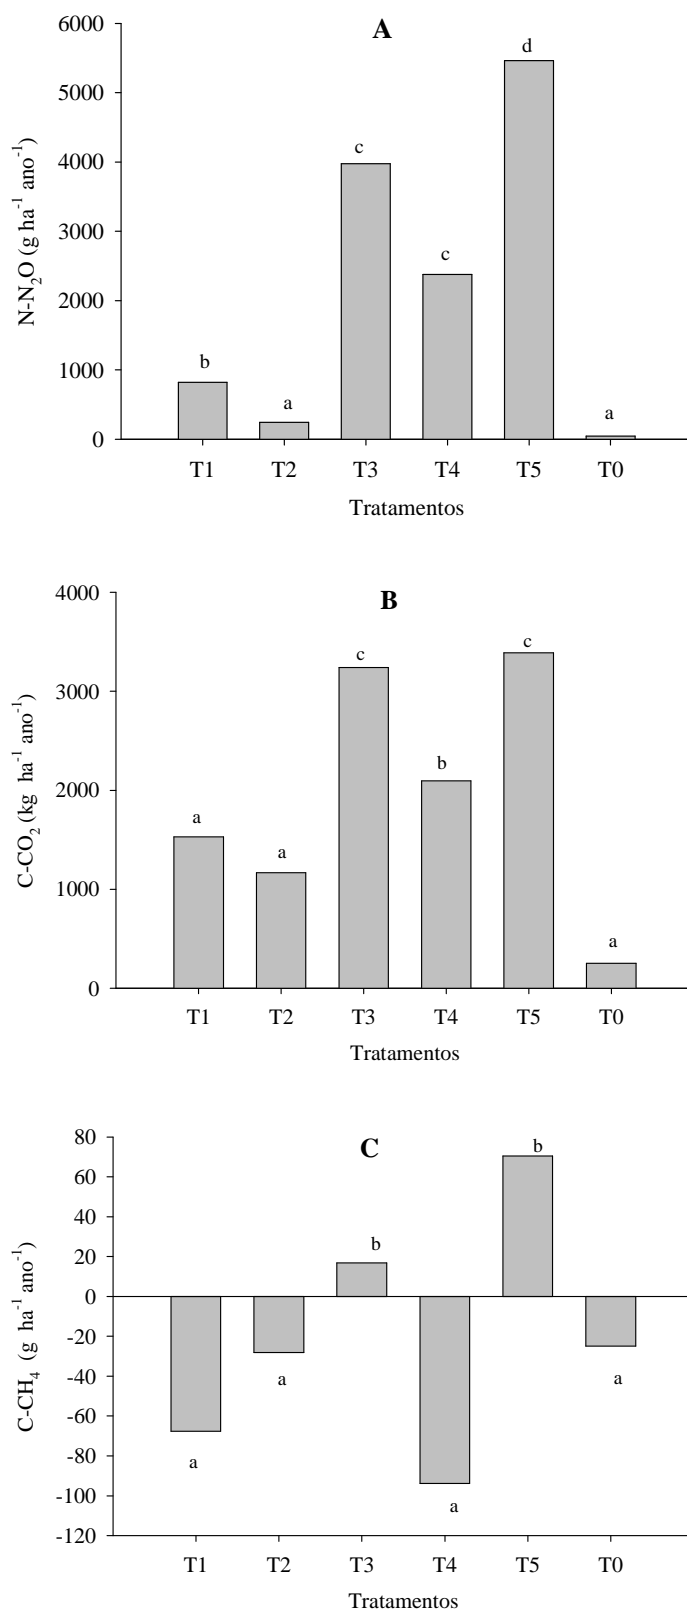 A
N-N₂O (g ha⁻¹ ano⁻¹)
6000
5000
4000
3000
2000
1000
0
b
a
c
c
d
a
T1 T2 T3 T4 T5 T0
Tratamentos
B
C-CO₂ (kg ha⁻¹ ano⁻¹)
4000
3000
2000
1000
0
a
a
c
b
c
a
T1 T2 T3 T4 T5 T0
Tratamentos
C
C-CH₄ (g ha⁻¹ ano⁻¹)
80
60
40
20
0
-20
-40
-60
-80
-100
-120
a
a
b
a
b
a
T1 T2 T3 T4 T5 T0
Tratamentos